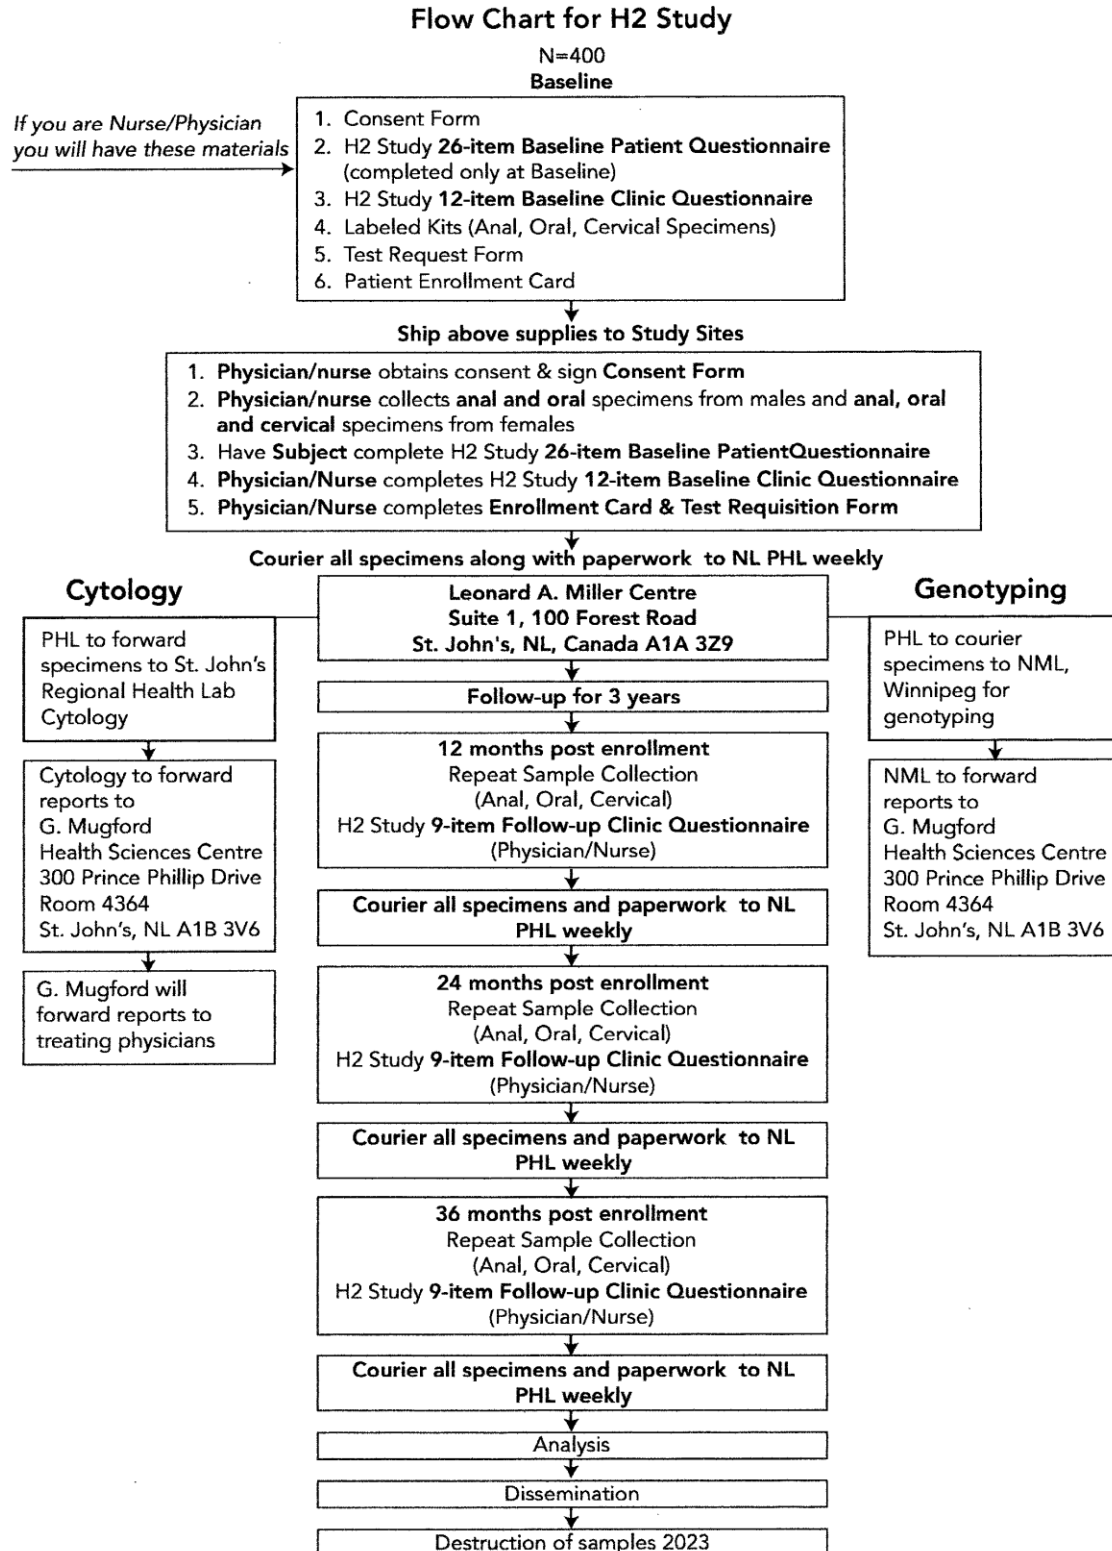 Flow Chart for H2 Study
N=400
Baseline
If you are Nurse/Physician
you will have these materials
1. Consent Form
2. H2 Study 26-item Baseline Patient Questionnaire
(completed only at Baseline)
3. H2 Study 12-item Baseline Clinic Questionnaire
4. Labeled Kits (Anal, Oral, Cervical Specimens)
5. Test Request Form
6. Patient Enrollment Card
Ship above supplies to Study Sites
1. Physician/nurse obtains consent & sign Consent Form
2. Physician/nurse collects anal and oral specimens from males and anal, oral
and cervical specimens from females
3. Have Subject complete H2 Study 26-item Baseline PatientQuestionnaire
4. Physician/Nurse completes H2 Study 12-item Baseline Clinic Questionnaire
5. Physician/Nurse completes Enrollment Card & Test Requisition Form
Courier all specimens along with paperwork to NL PHL weekly
Cytology
PHL to forward
specimens to St. John's
Regional Health Lab
Cytology
Cytology to forward
reports to
G. Mugford
Health Sciences Centre
300 Prince Phillip Drive
Room 4364
St. John's, NL A1B 3V6
G. Mugford will
forward reports to
treating physicians
Leonard A. Miller Centre
Suite 1, 100 Forest Road
St. John's, NL, Canada A1A 3Z9
Follow-up for 3 years
12 months post enrollment
Repeat Sample Collection
(Anal, Oral, Cervical)
H2 Study 9-item Follow-up Clinic Questionnaire
(Physician/Nurse)
Courier all specimens and paperwork to NL
PHL weekly
24 months post enrollment
Repeat Sample Collection
(Anal, Oral, Cervical)
H2 Study 9-item Follow-up Clinic Questionnaire
(Physician/Nurse)
Courier all specimens and paperwork to NL
PHL weekly
36 months post enrollment
Repeat Sample Collection
(Anal, Oral, Cervical)
H2 Study 9-item Follow-up Clinic Questionnaire
(Physician/Nurse)
Courier all specimens and paperwork to NL
PHL weekly
Analysis
Dissemination
Destruction of samples 2023
Genotyping
PHL to courier
specimens to NML,
Winnipeg for
genotyping
NML to forward
reports to
G. Mugford
Health Sciences Centre
300 Prince Phillip Drive
Room 4364
St. John's, NL A1B 3V6